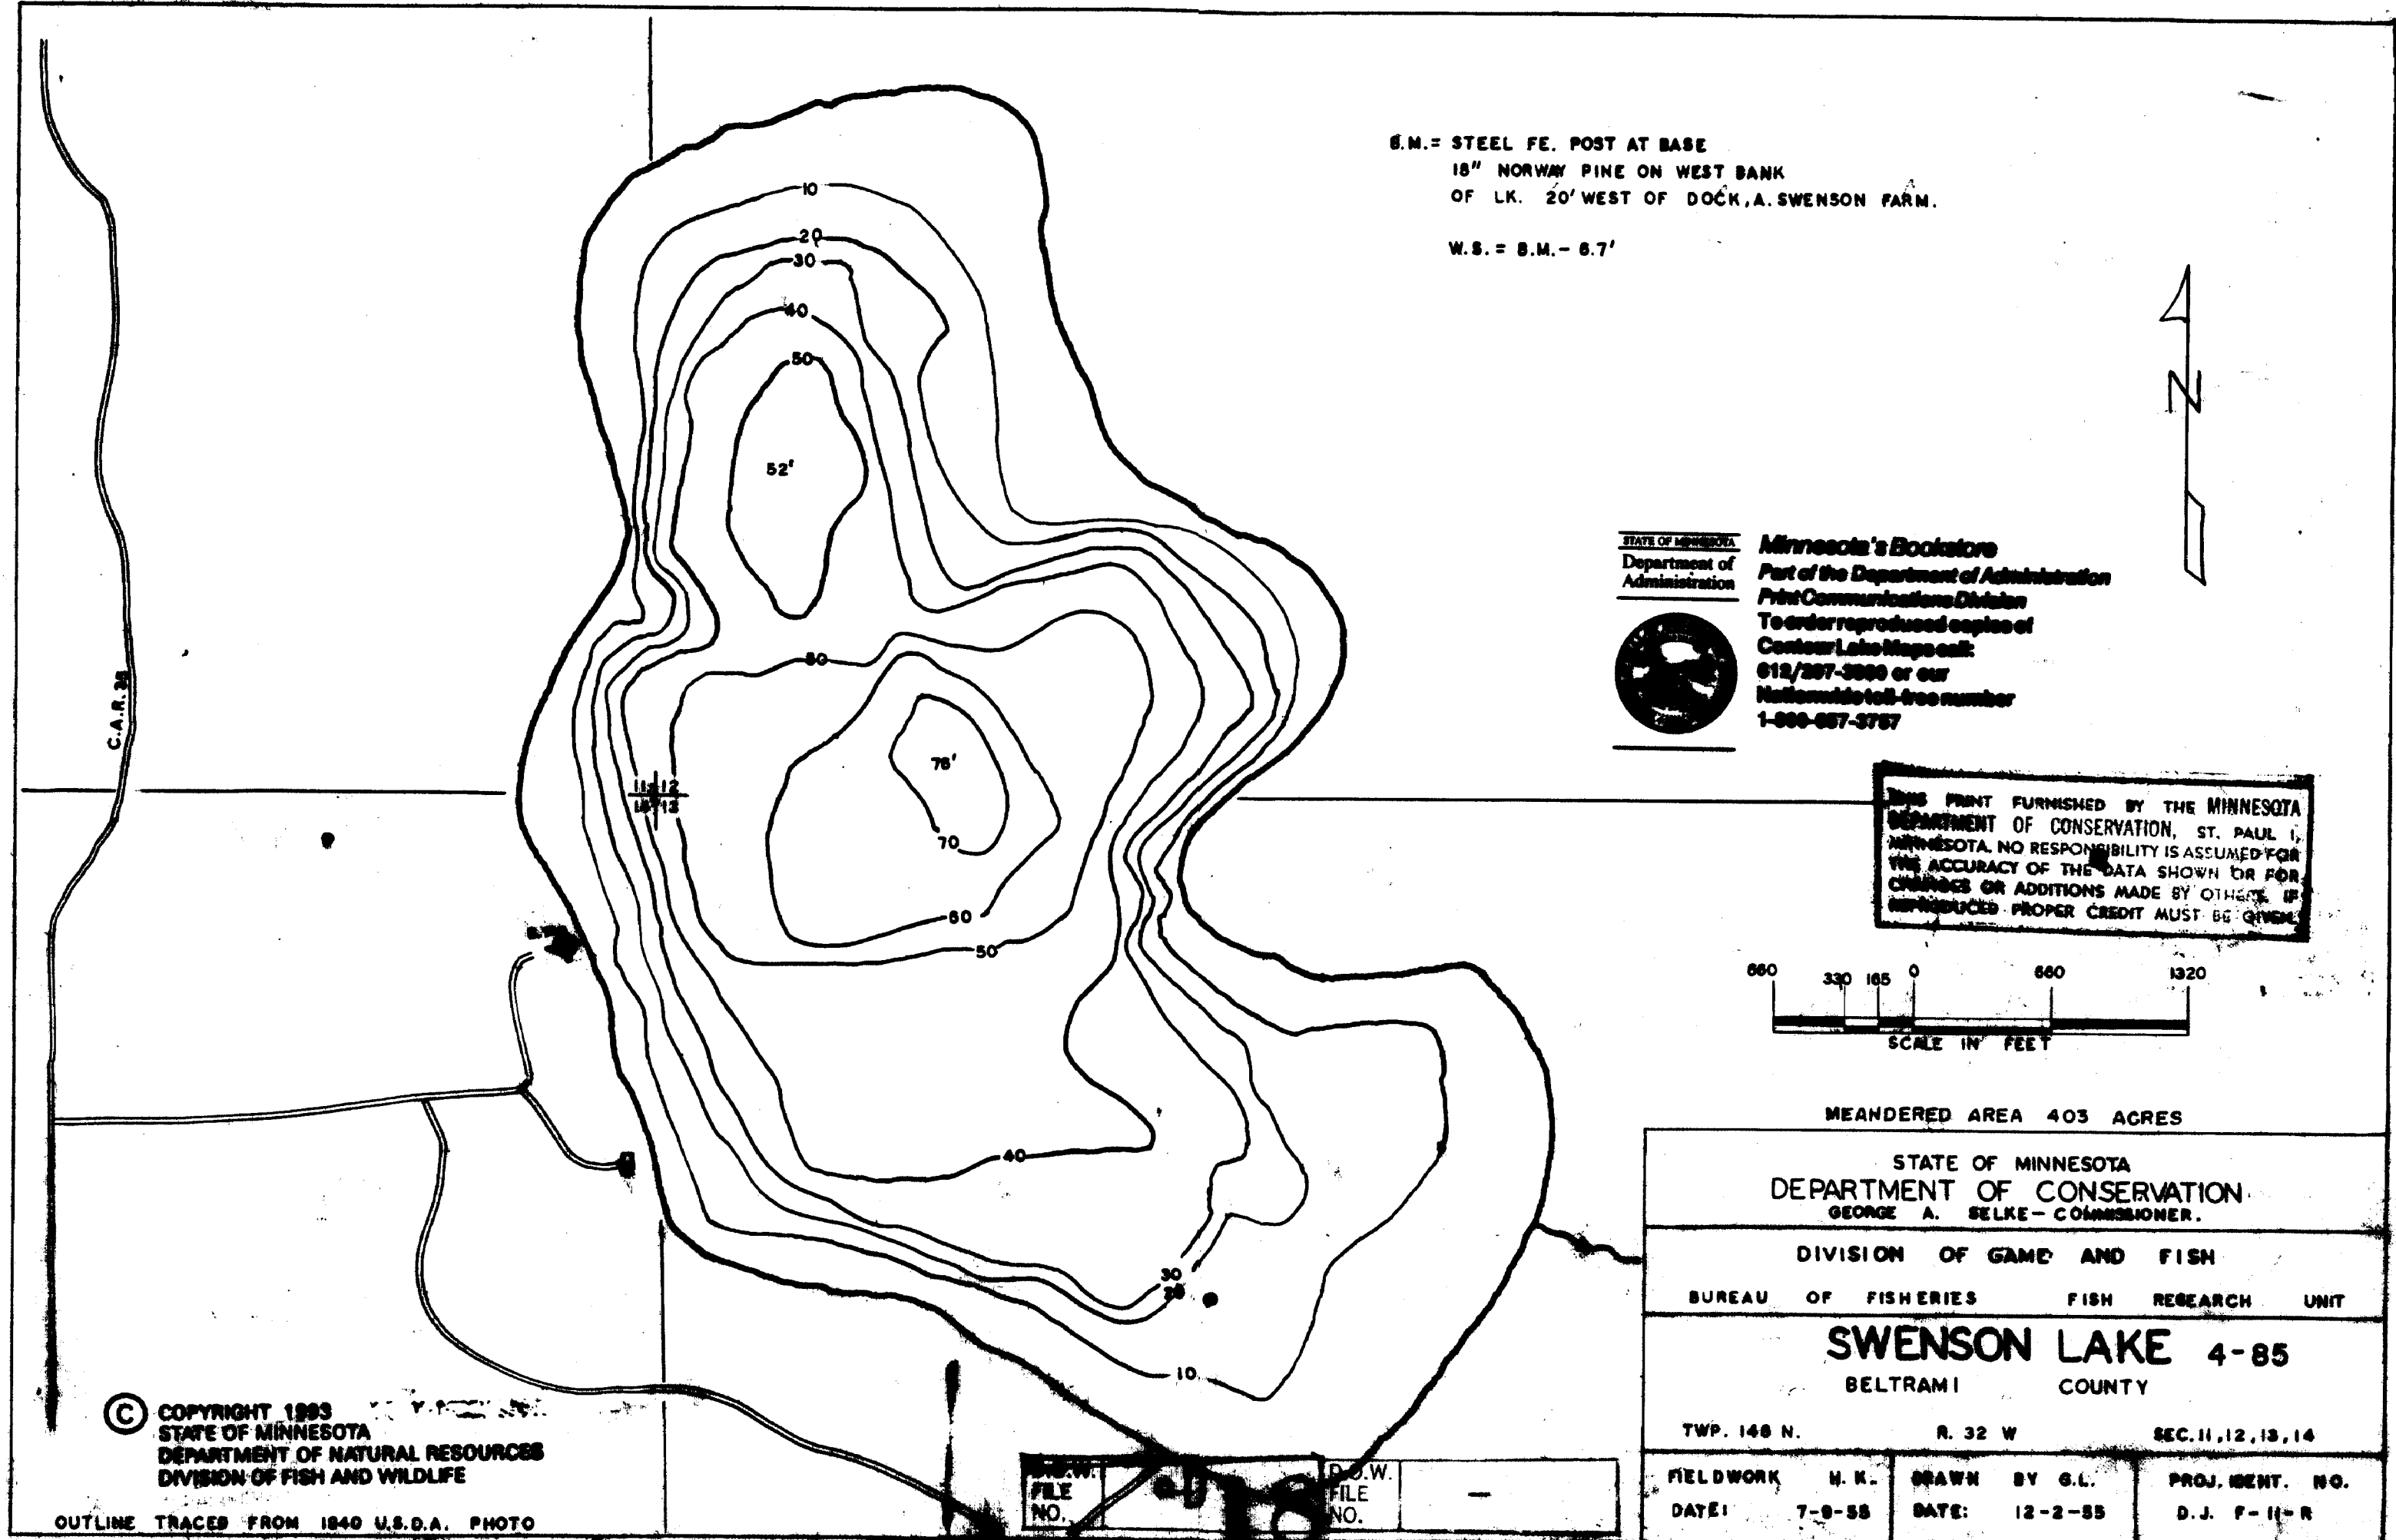 B.M.= STEEL FE. POST AT BASE
18" NORWAY PINE ON WEST BANK
OF LK. 20' WEST OF DOCK, A. SWENSON FARM.
W.S. = B.M. - 6.7'
10
20
30
40
50
52'
50
76'
70
60
50
40
30
20
10
11 12
14 13
C.A.R.
N
STATE OF MINNESOTA
Department of
Administration
Minnesota's Bookstore
Part of the Department of Administration
Print Communications Division
To order reproduced copies of
Contour Lake Maps call:
or our
Nationwide toll-free number
THIS PRINT FURNISHED BY THE MINNESOTA
DEPARTMENT OF CONSERVATION, ST. PAUL 1,
MINNESOTA. NO RESPONSIBILITY IS ASSUMED FOR
THE ACCURACY OF THE DATA SHOWN OR FOR
CHANGES OR ADDITIONS MADE BY OTHERS. IF
REPRODUCED PROPER CREDIT MUST BE GIVEN.
660 330 165 0 660 1320
SCALE IN FEET
MEANDERED AREA 403 ACRES
STATE OF MINNESOTA
DEPARTMENT OF CONSERVATION
GEORGE A. SELKE - COMMISSIONER.
DIVISION OF GAME AND FISH
BUREAU OF FISHERIES FISH RESEARCH UNIT
SWENSON LAKE 4-85
BELTRAMI COUNTY
TWP. 148 N. R. 32 W SEC. 11, 12, 13, 14
FIELDWORK H. K. DRAWN BY G.L. PROJ. IDENT. NO.
DATE: 7-9-55 DATE: 12-2-55 D.J. F-11-R
© COPYRIGHT 1993
STATE OF MINNESOTA
DEPARTMENT OF NATURAL RESOURCES
DIVISION OF FISH AND WILDLIFE
OUTLINE TRACED FROM 1940 U.S.D.A. PHOTO
D.O.W.
FILE
NO.
D.O.W.
FILE
NO.
—